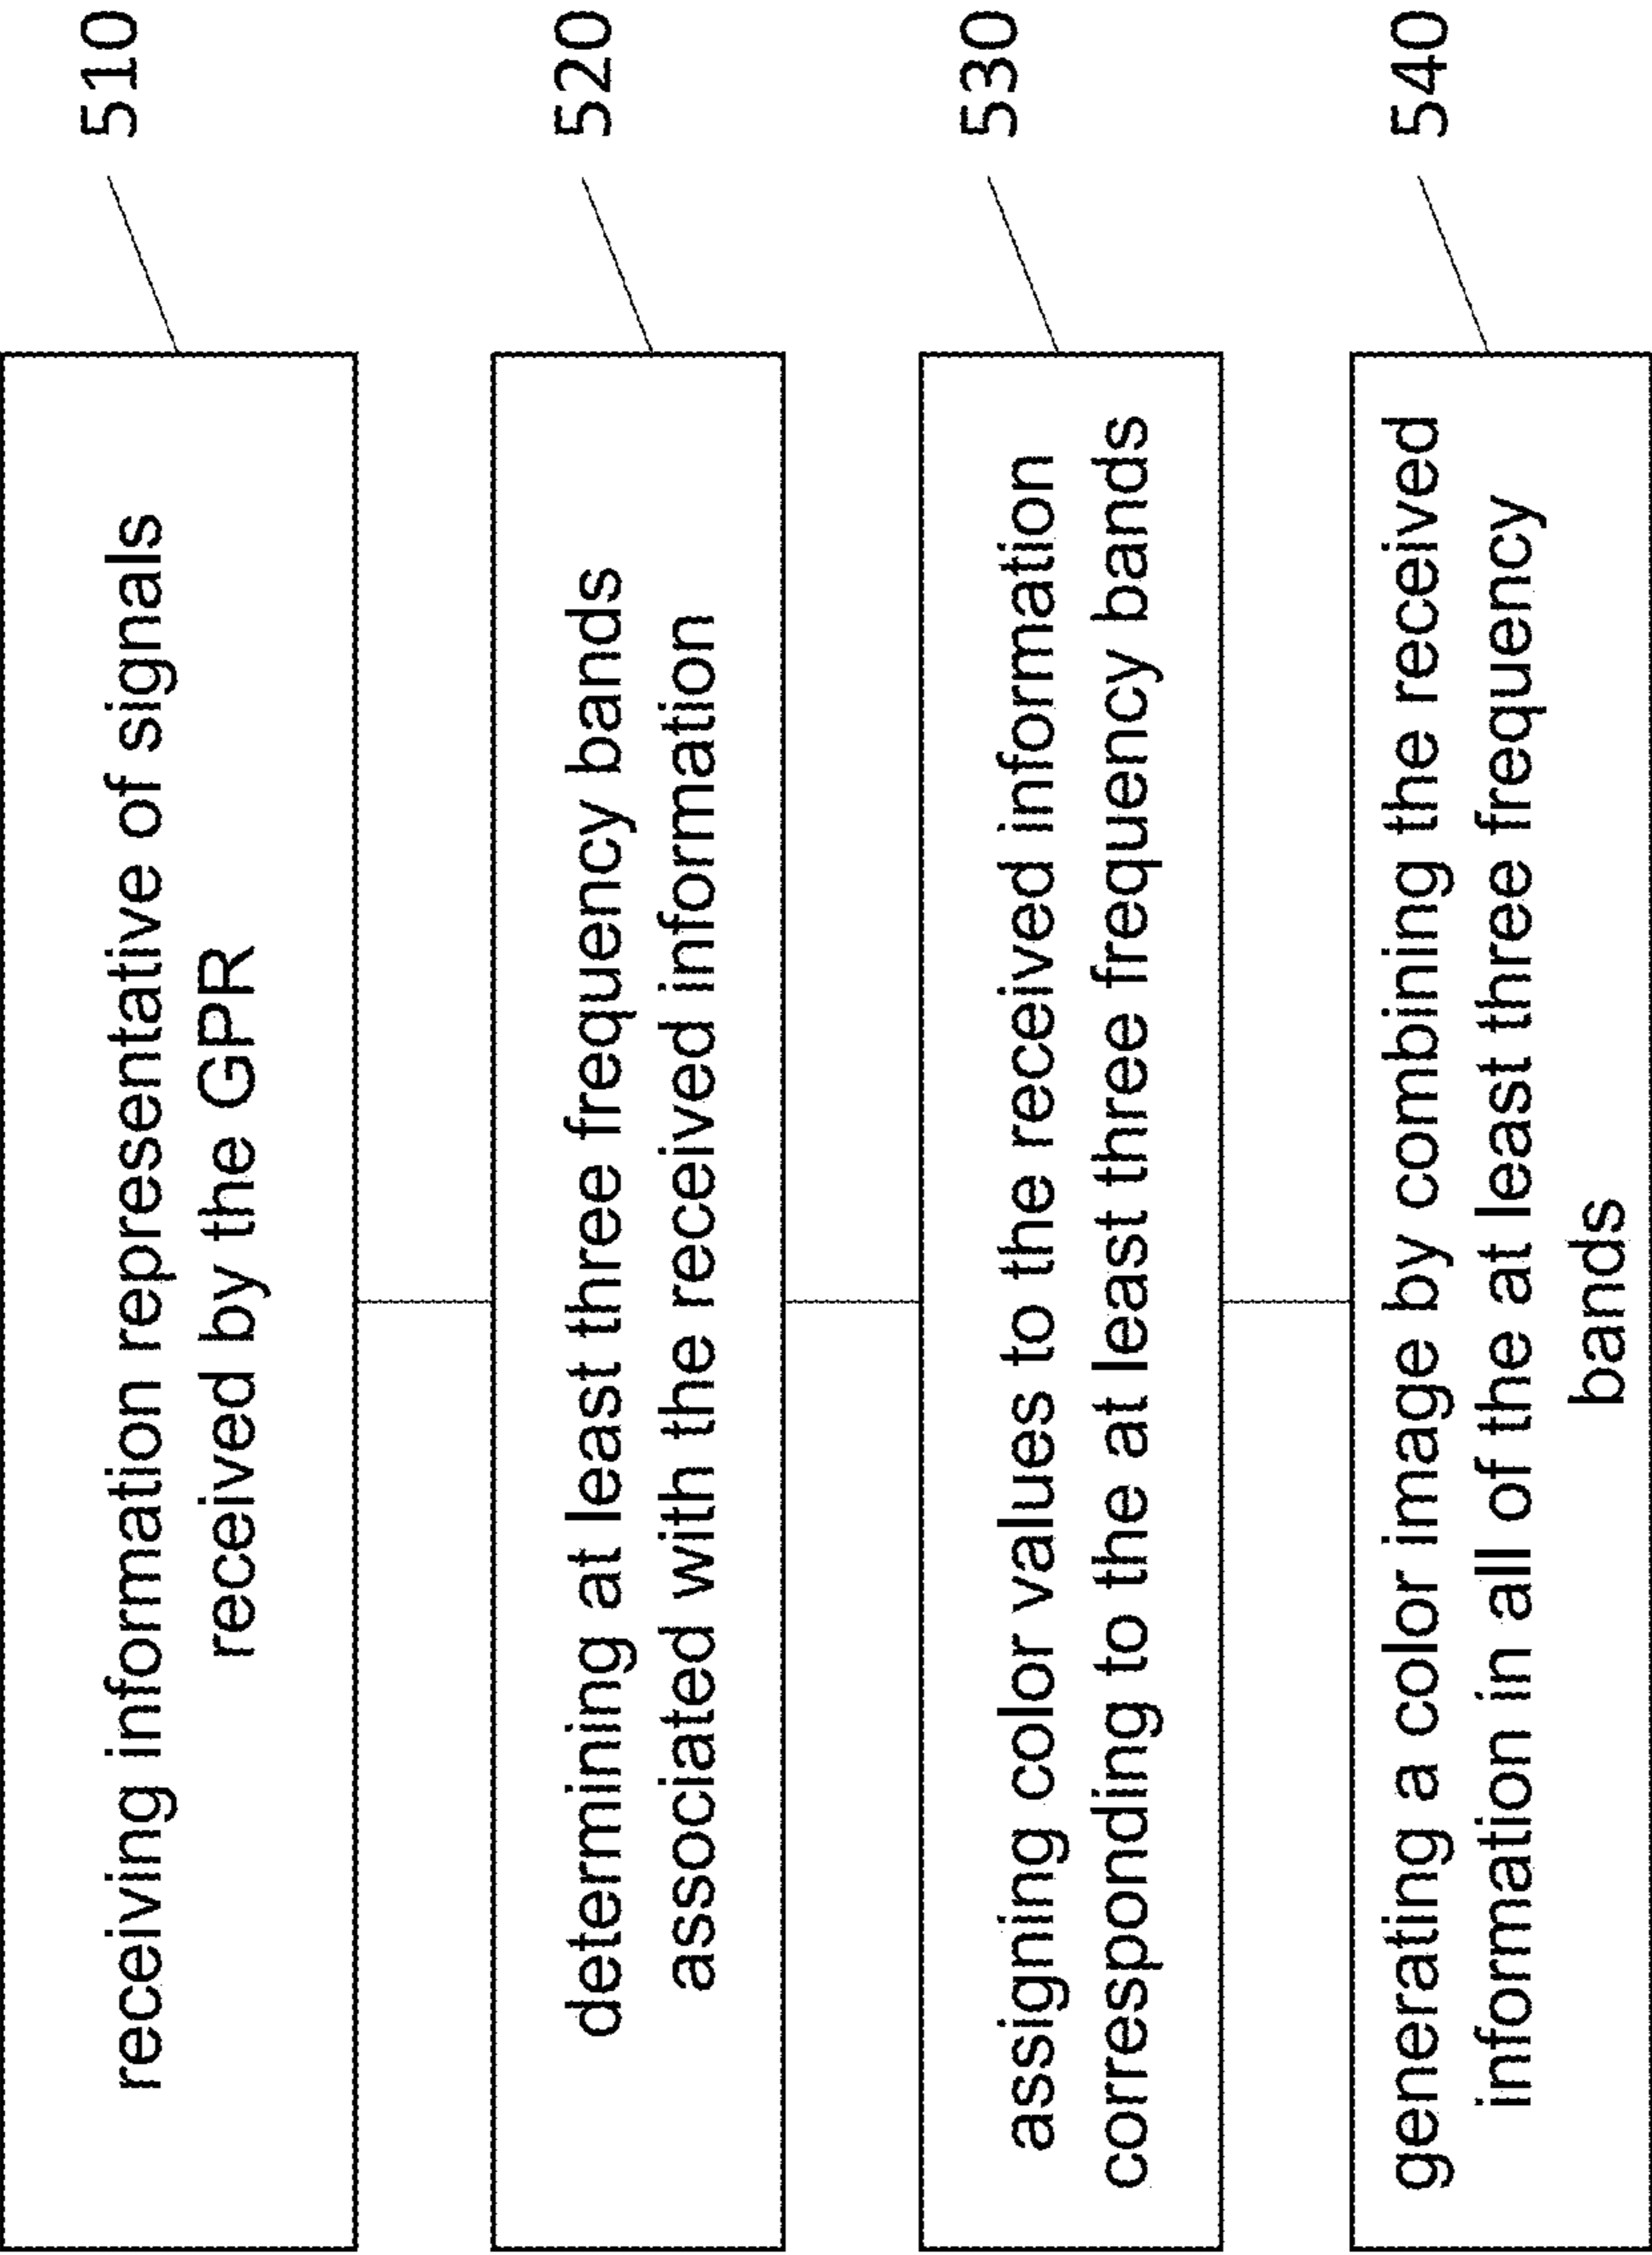 receiving information representative of signals
received by the GPR
510
determining at least three frequency bands
associated with the received information
520
assigning color values to the received information
corresponding to the at least three frequency bands
530
generating a color image by combining the received
information in all of the at least three frequency
bands
540